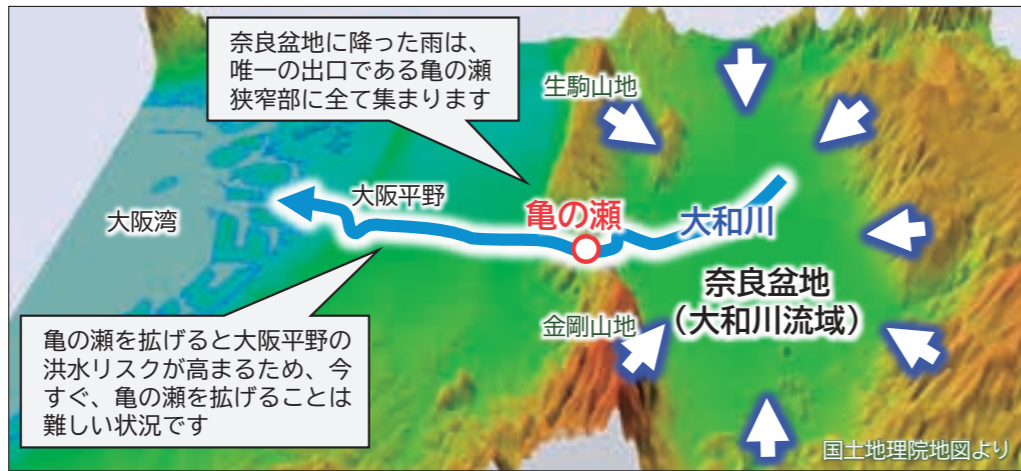 奈良盆地に降った雨は、
唯一の出口である亀の瀬
狭窄部に全て集まります
生駒山地
大阪平野
大阪湾
亀の瀬
大和川
奈良盆地
(大和川流域)
金剛山地
亀の瀬を拡げると大阪平野の
洪水リスクが高まるため、今
すぐ、亀の瀬を拡げることは
難しい状況です
国土地理院地図より